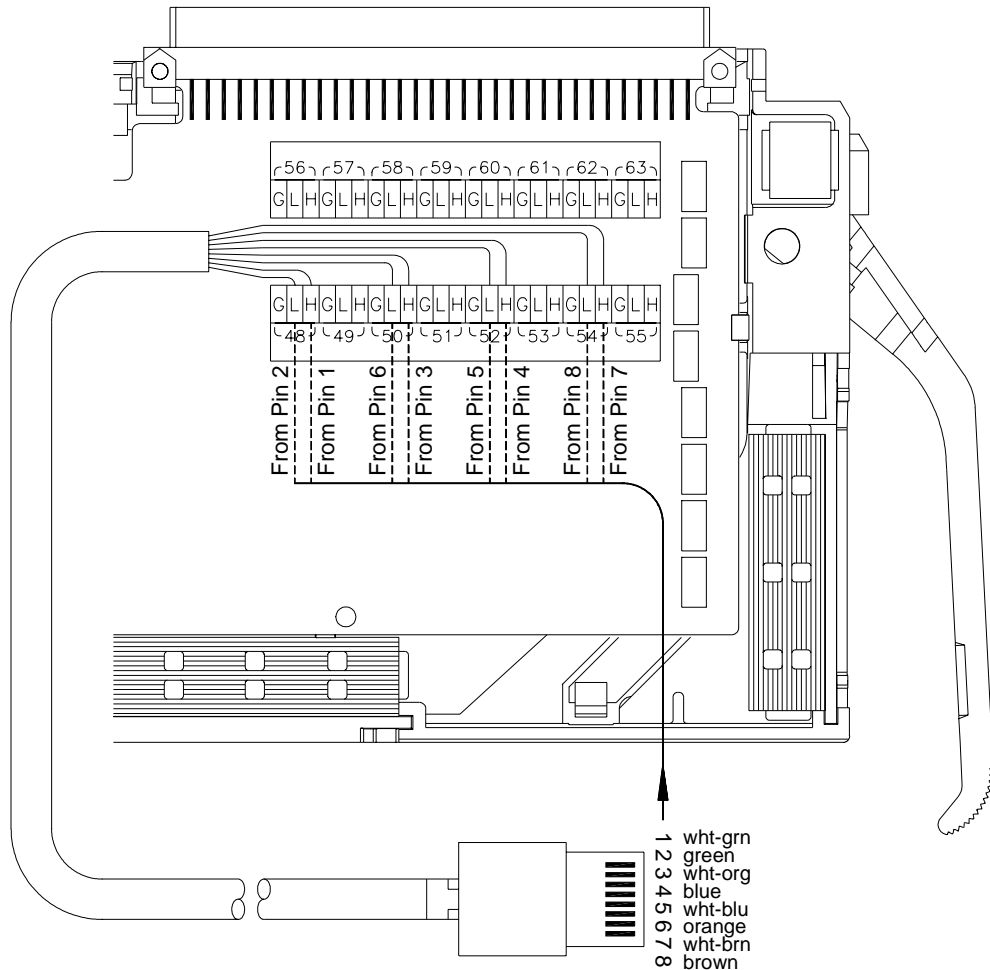 56 57 58 59 60 61 62 63
G L H G L H G L H G L H G L H G L H G L H G L H
G L H G L H G L H G L H G L H G L H G L H G L H
48 49 50 51 52 53 54 55
From Pin 2
From Pin 1
From Pin 6
From Pin 3
From Pin 5
From Pin 4
From Pin 8
From Pin 7
1 wht-grn
2 green
3 wht-org
4 blue
5 wht-blu
6 orange
7 wht-brn
8 brown